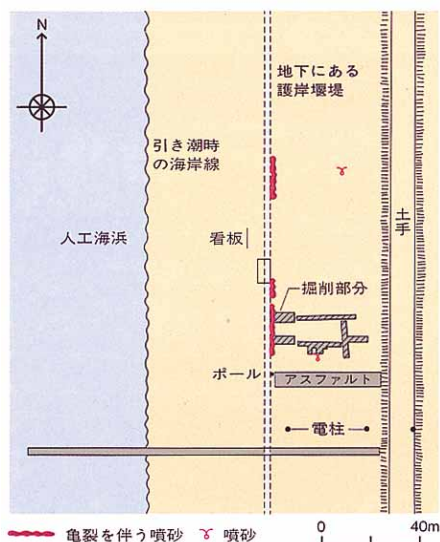 N
地下にある
護岸堰堤
引き潮時
の海岸線
土手
人工海浜
看板
掘削部分
ポール
アスファルト
電柱
亀裂を伴う噴砂
噴砂
0
40m